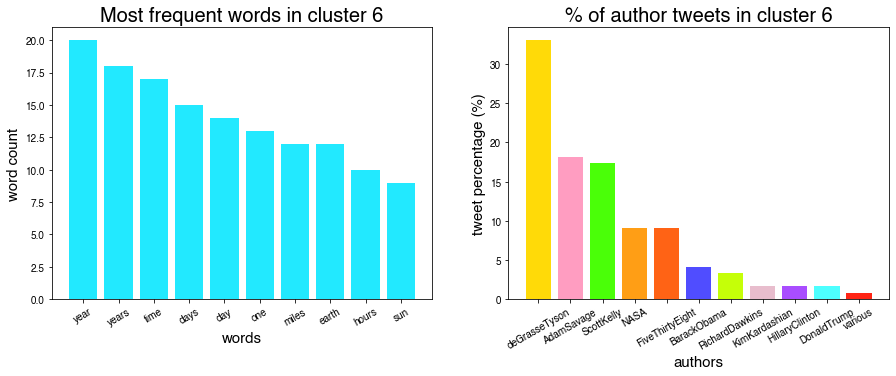 Most frequent words in cluster 6
word count
20.0
17.5
15.0
12.5
10.0
7.5
5.0
2.5
0.0
year years time days day one miles earth hours sun
words
% of author tweets in cluster 6
tweet percentage (%)
30
25
20
15
10
5
0
deGrasseTyson AdamSavage ScottKelly NASA FiveThirtyEight BarackObama RichardDawkins KimKardashian HillaryClinton DonaldTrump various
authors